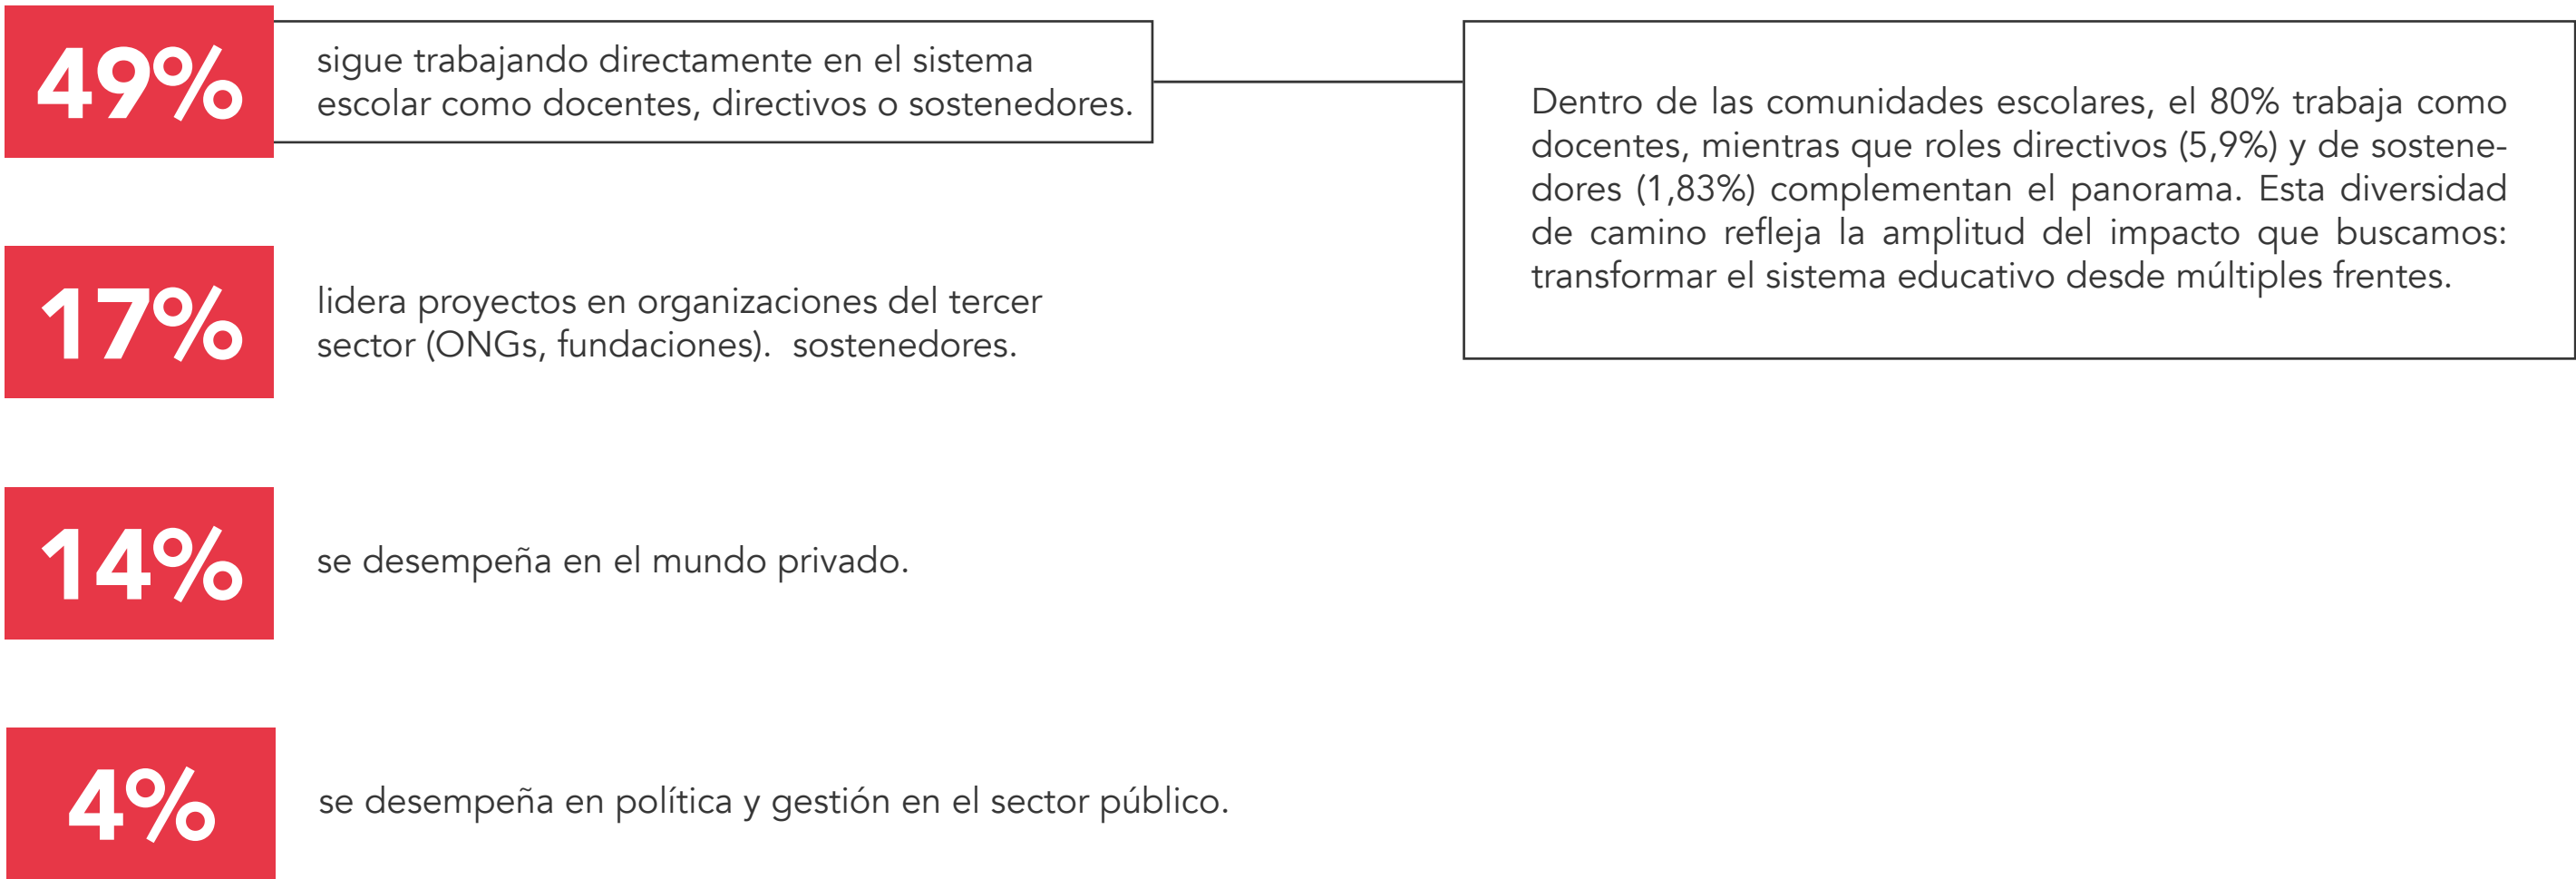 49%
sigue trabajando directamente en el sistema
escolar como docentes, directivos o sostenedores.
Dentro de las comunidades escolares, el 80% trabaja como
docentes, mientras que roles directivos (5,9%) y de sostene-
dores (1,83%) complementan el panorama. Esta diversidad
de camino refleja la amplitud del impacto que buscamos:
transformar el sistema educativo desde múltiples frentes.
17%
lidera proyectos en organizaciones del tercer
sector (ONGs, fundaciones).  sostenedores.
14%
se desempeña en el mundo privado.
4%
se desempeña en política y gestión en el sector público.